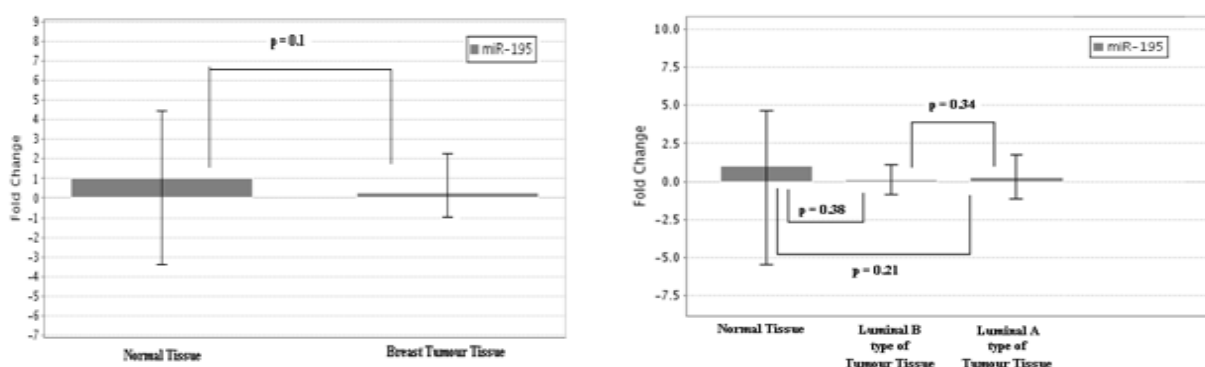 9
8
7
6
5
4
3
2
1
0
-1
-2
-3
-4
-5
-6
-7
Fold Change
p = 0.1
miR-195
Normal Tissue
Breast Tumour Tissue
10.0
7.5
5.0
2.5
0.0
-2.5
-5.0
-7.5
Fold Change
miR-195
p = 0.34
p = 0.38
p = 0.21
Normal Tissue
Luminal B
type of
Tumour Tissue
Luminal A
type of
Tumour Tissue